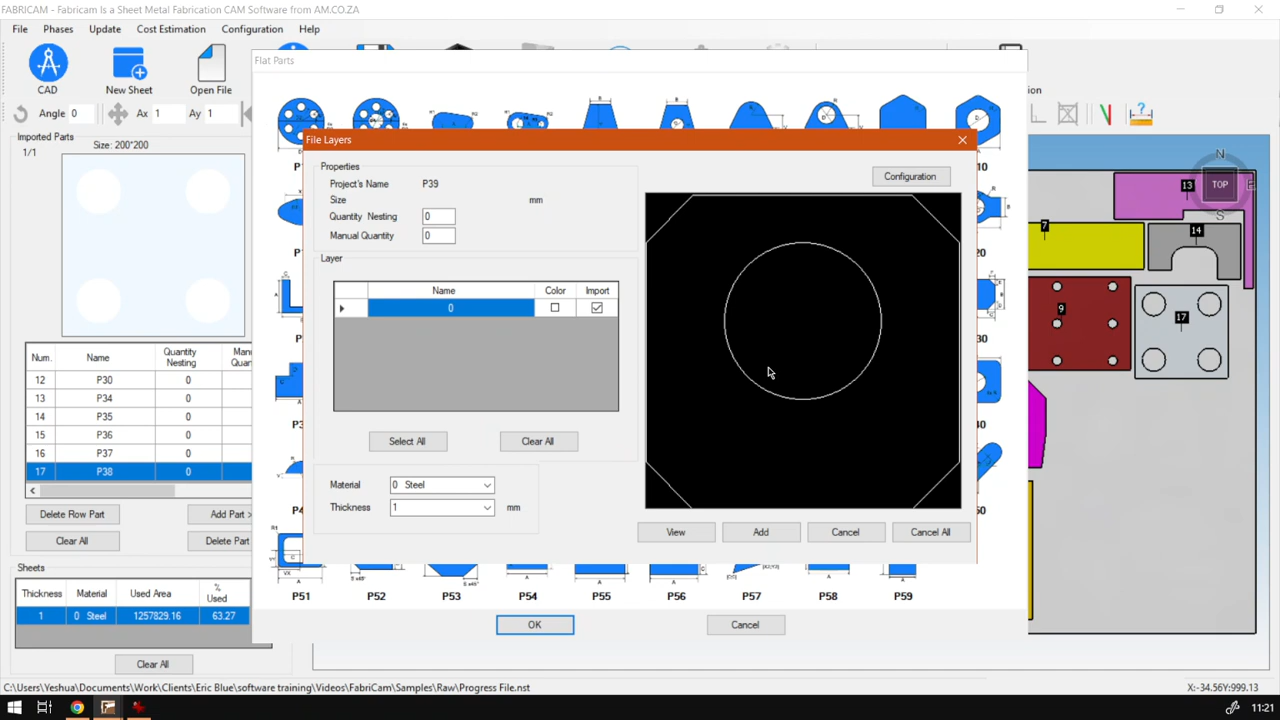 FABRICAM - Fabricam Is a Sheet Metal Fabrication CAM Software from AM.CO.ZA
File Phases Update Cost Estimation Configuration Help
CAD New Sheet Open File
Angle 0 Ax 1 Ay 1
Imported Parts
1/1 Size: 200*200
Num. Name Quantity Nesting
12 P30 0
13 P34 0
14 P35 0
15 P36 0
16 P37 0
17 P38 0
Delete Row Part Add Part >
Clear All Delete Part
Sheets
Thickness Material Used Area % Used
1 0 Steel 1257829.16 63.27
Clear All
C:\Users\Yeshua\Documents\Work\Clients\Eric Blue\software training\Videos\FabriCam\Samples\Raw\Progress File.nst
X:-34.56Y:999.13
Flat Parts
File Layers
Properties
Project's Name P39
Size mm
Quantity Nesting 0
Manual Quantity 0
Configuration
Layer
Name Color Import
0
Select All Clear All
Material 0 Steel
Thickness 1 mm
View Add Cancel Cancel All
P51 P52 P53 P54 P55 P56 P57 P58 P59
OK Cancel
N
TOP
E
S
13
7
14
9
17
11:21